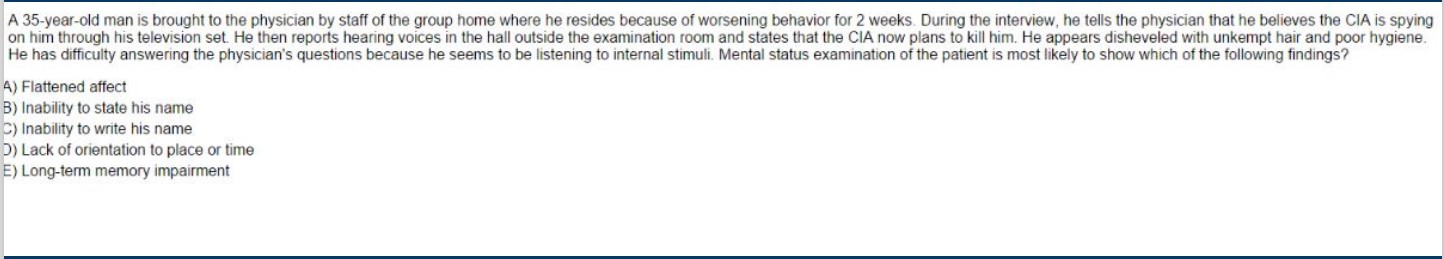 A 35-year-old man is brought to the physician by staff of the group home where he resides because of worsening behavior for 2 weeks. During the interview, he tells the physician that he believes the CIA is spying
on him through his television set. He then reports hearing voices in the hall outside the examination room and states that the CIA now plans to kill him. He appears disheveled with unkempt hair and poor hygiene.
He has difficulty answering the physician's questions because he seems to be listening to internal stimuli. Mental status examination of the patient is most likely to show which of the following findings?
A) Flattened affect
B) Inability to state his name
C) Inability to write his name
D) Lack of orientation to place or time
E) Long-term memory impairment